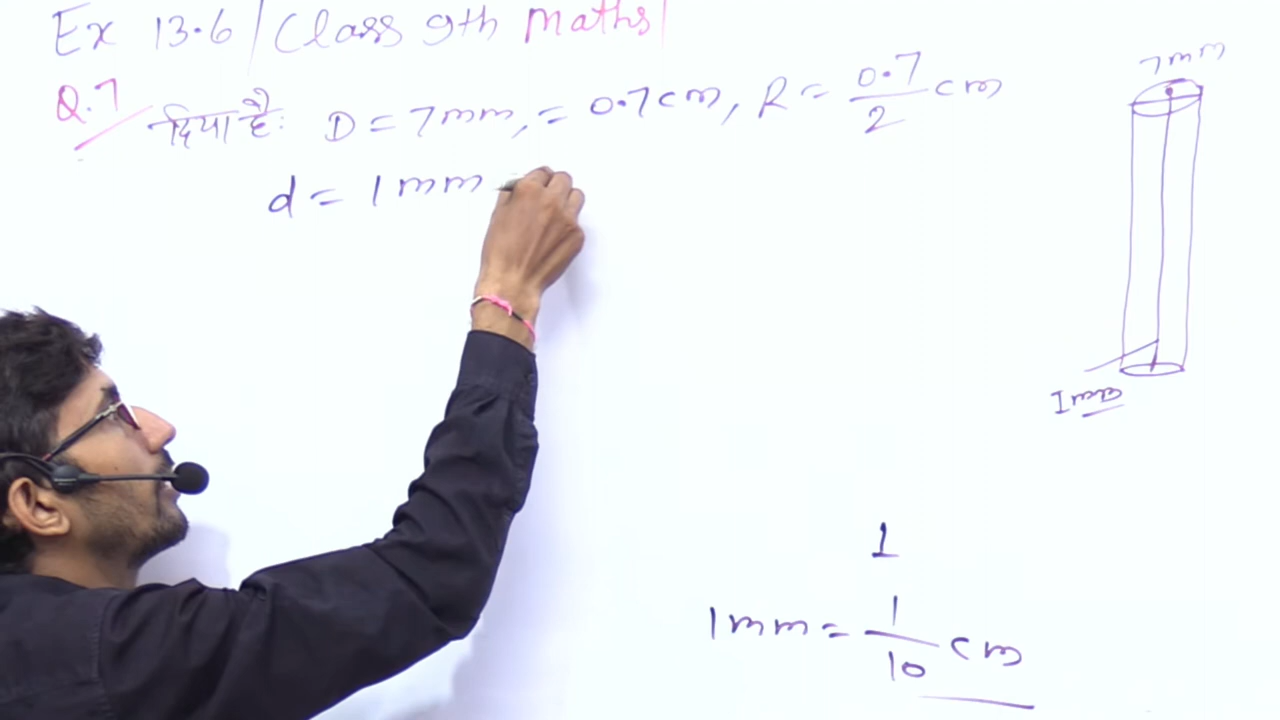 Ex 13.6 / Class 9th Maths
Q.7 दिया है: D = 7mm, = 0.7cm, R = 0.7/2 cm
d = 1mm
7mm
1mm
1
1mm = 1/10 cm